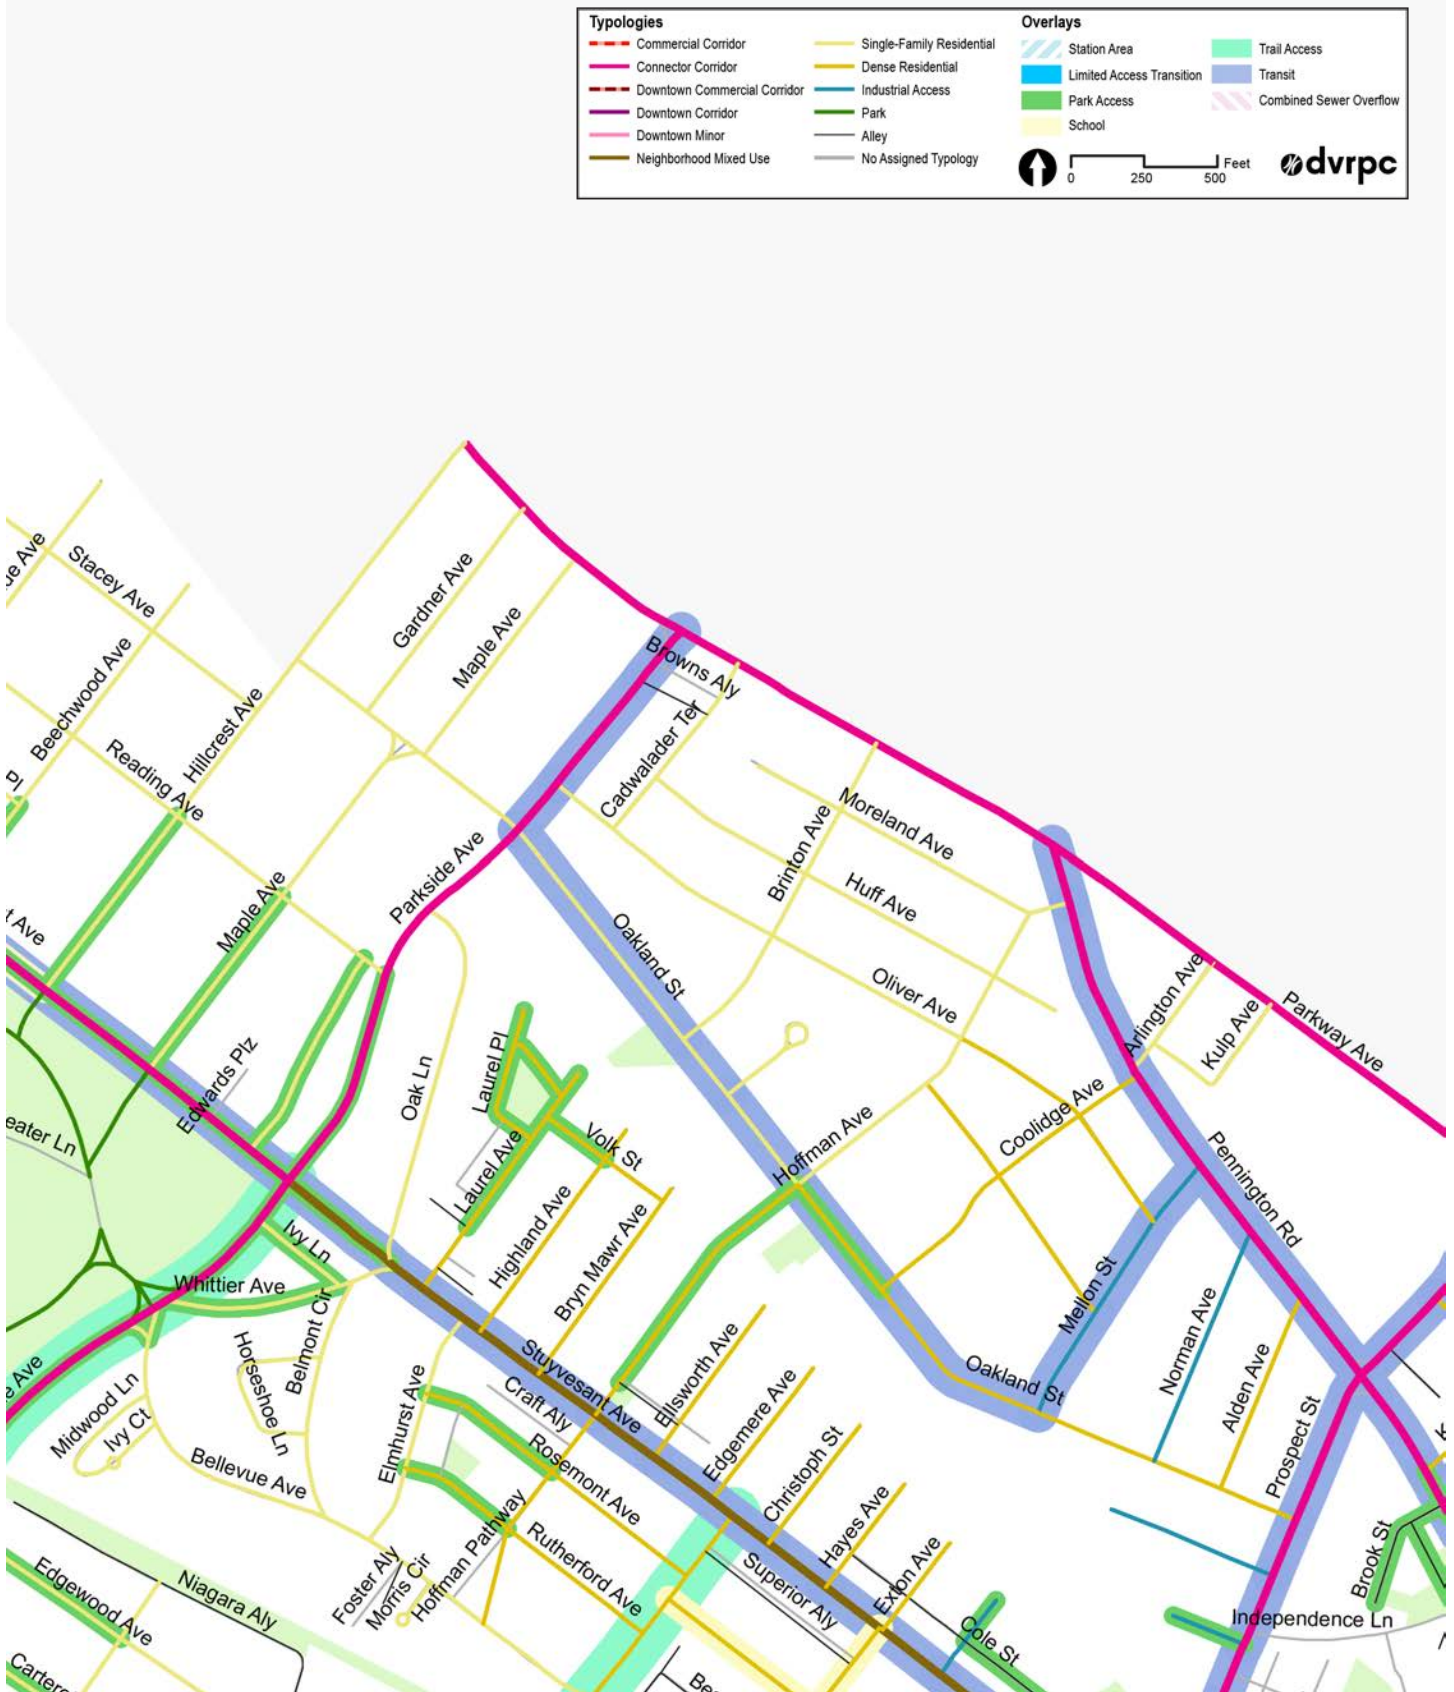 Typologies
Commercial Corridor
Connector Corridor
Downtown Commercial Corridor
Downtown Corridor
Downtown Minor
Neighborhood Mixed Use
Single-Family Residential
Dense Residential
Industrial Access
Park
Alley
No Assigned Typology
Overlays
Station Area
Limited Access Transition
Park Access
School
Trail Access
Transit
Combined Sewer Overflow
0 250 500 Feet
dvrpc
Ave
Stacey Ave
Gardner Ave
Maple Ave
Beechwood Ave
Browns Aly
Hillcrest Ave
Cadwalader Ter
Reading Ave
Pl
Moreland Ave
Parkside Ave
Brinton Ave
Huff Ave
Maple Ave
Ave
Oakland St
Oliver Ave
Arlington Ave
Kulp Ave
Parkway Ave
Edwards Plz
Oak Ln
Laurel Pl
Coolidge Ave
Hoffman Ave
Volk St
Laurel Ave
Pennington Rd
eater Ln
Ivy Ln
Highland Ave
Bryn Mawr Ave
Whittier Ave
Mellon St
Norman Ave
Belmont Cir
Horseshoe Ln
Stuyvesant Ave
Ellsworth Ave
Oakland St
Alden Ave
e Ave
Midwood Ln
Ivy Ct
Craft Aly
Elmhurst Ave
Edgemere Ave
Prospect St
Rosemont Ave
Bellevue Ave
Christoph St
Hayes Ave
Hoffman Pathway
Rutherford Ave
Superior Aly
Exton Ave
Foster Aly
Morris Cir
Brook St
Niagara Aly
Edgewood Ave
Cole St
Independence Ln
Carter
Be